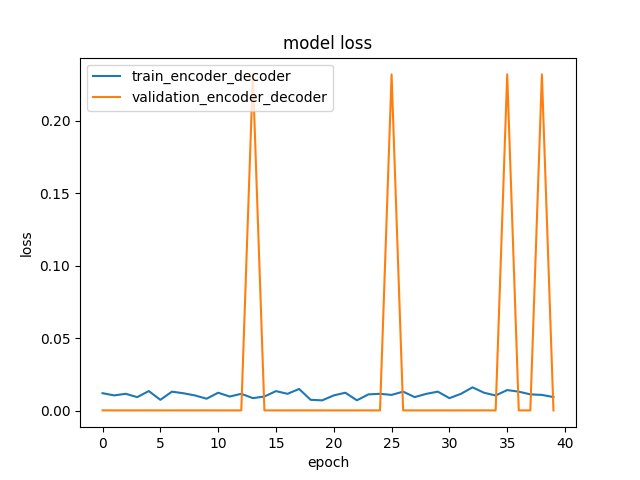 model loss
train_encoder_decoder
validation_encoder_decoder
loss
0.20
0.15
0.10
0.05
0.00
0 5 10 15 20 25 30 35 40
epoch